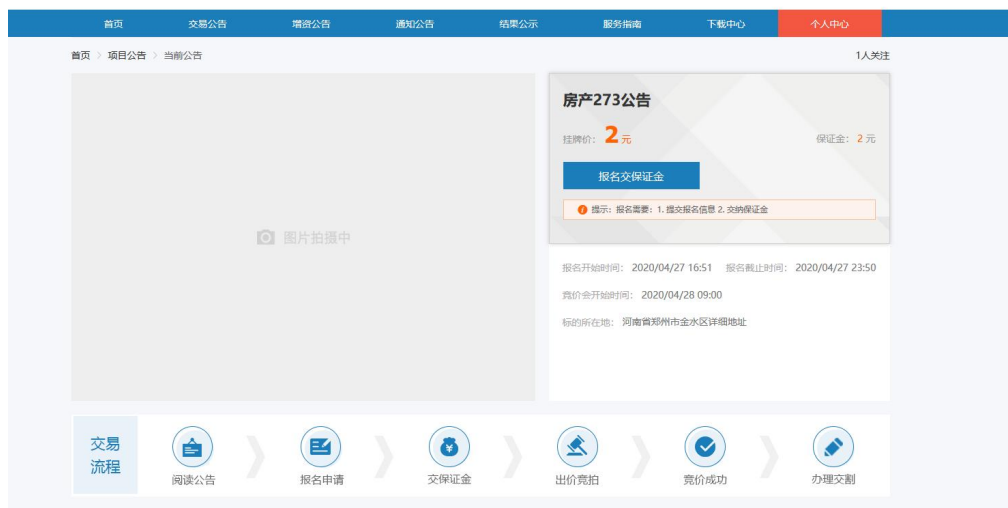 首页 交易公告 增资公告 通知公告 结果公示 服务指南 下载中心 个人中心
首页 > 项目公告 > 当前公告 1人关注
房产273公告
挂牌价： 2 元 保证金： 2 元
报名交保证金
提示：报名需要：1. 提交报名信息 2. 交纳保证金
图片拍摄中
报名开始时间： 2020/04/27 16:51 报名截止时间： 2020/04/27 23:50
竞价会开始时间： 2020/04/28 09:00
标的所在地： 河南省郑州市金水区详细地址
交易
流程
阅读公告 报名申请 交保证金 出价竞拍 竞价成功 办理交割